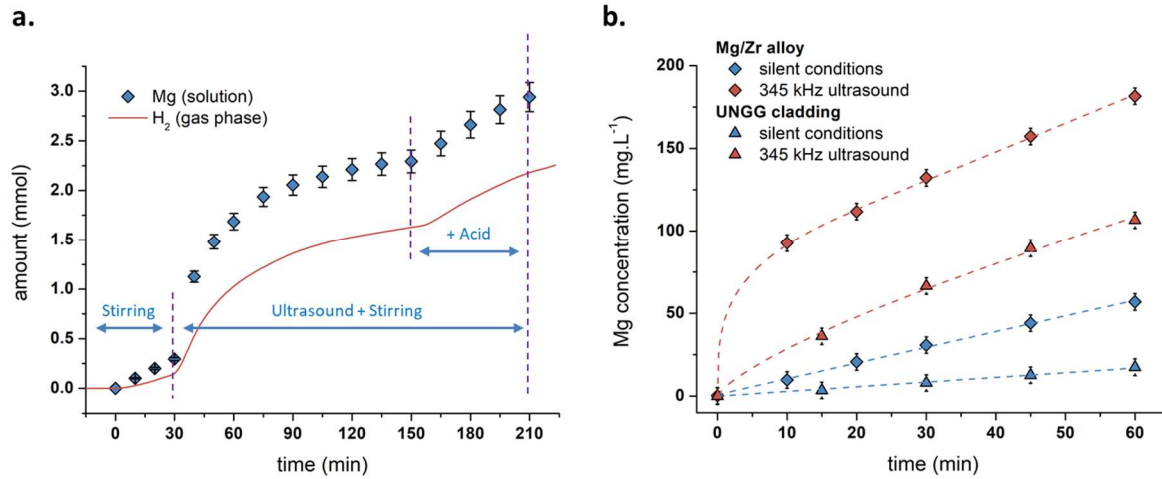 a.
Mg (solution)
H₂ (gas phase)
3.0
2.5
2.0
1.5
1.0
0.5
0.0
amount (mmol)
+ Acid
Stirring
Ultrasound + Stirring
0 30 60 90 120 150 180 210
time (min)
b.
Mg/Zr alloy
silent conditions
345 kHz ultrasound
UNGG cladding
silent conditions
345 kHz ultrasound
200
150
100
50
0
Mg concentration (mg.L⁻¹)
0 10 20 30 40 50 60
time (min)